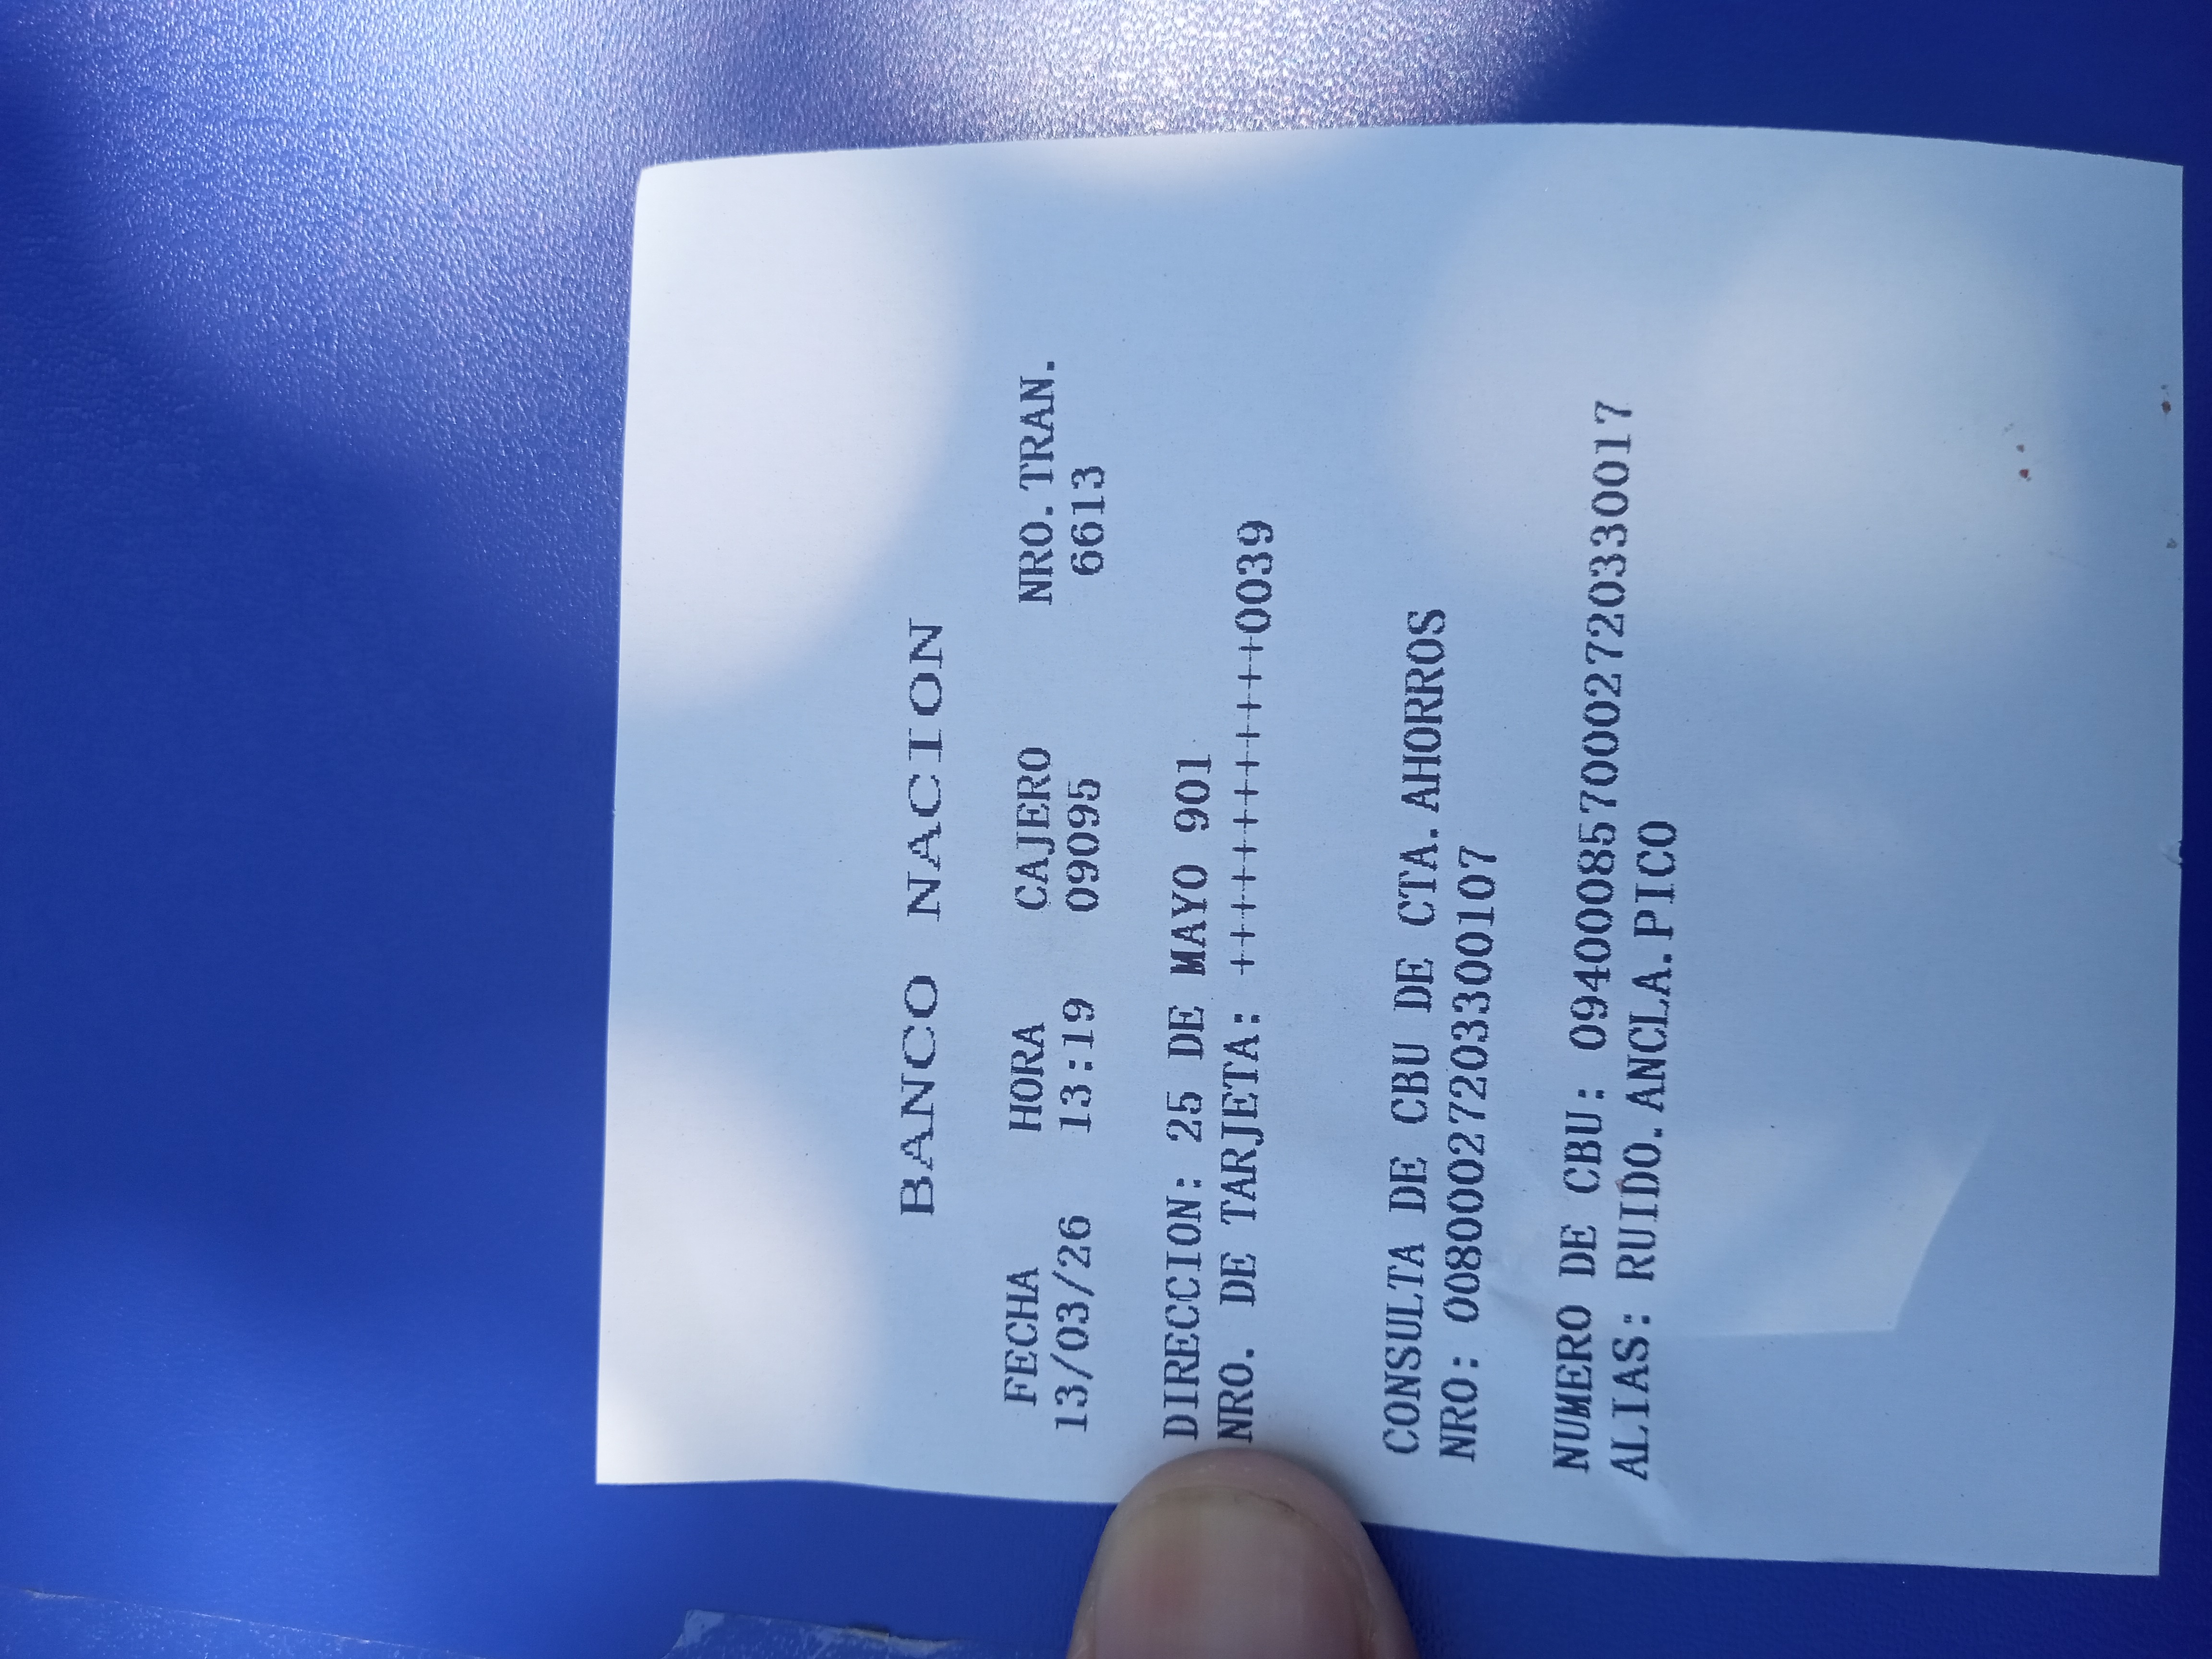 BANCO NACION
FECHA HORA CAJERO NRO.TRAN.
13/03/26 13:19 09095 6613
DIRECCION: 25 DE MAYO 901
NRO. DE TARJETA: +++++++++++++++0039
CONSULTA DE CBU DE CTA.AHORROS
NRO: 00800027203300107
NUMERO DE CBU: 0940008570002720330017
ALIAS: RUIDO.ANCLA.PICO